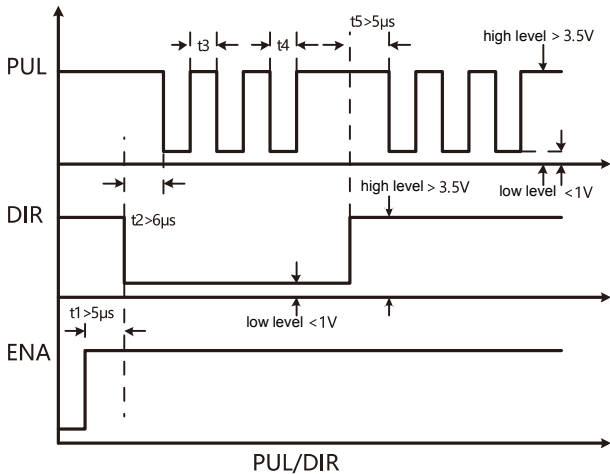 t5>5μs
t3
t4
high level > 3.5V
PUL
low level <1V
high level > 3.5V
DIR
t2>6μs
low level <1V
t1>5μs
ENA
PUL/DIR